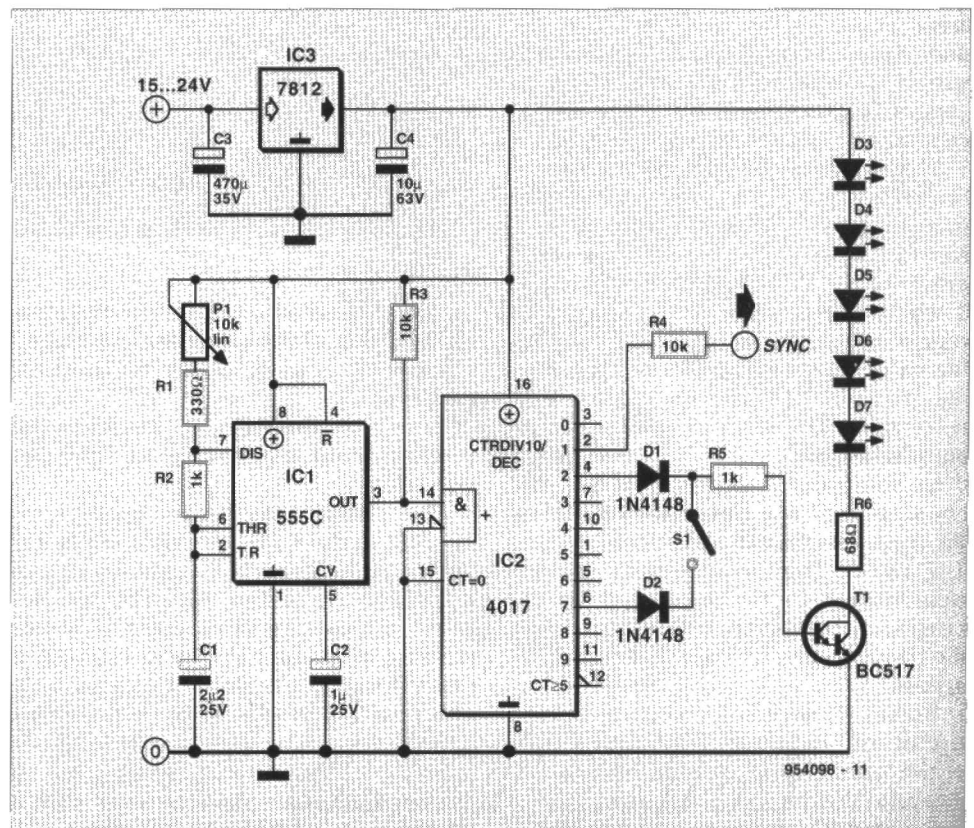 IC3
15...24V
7812
+
C3
470µ
35V
C4
10µ
63V
D3
D4
D5
D6
D7
P1
10k
lin
R3
10k
R4
10k
SYNC
R1
330Ω
R2
1k
8
4
+
R
7
DIS
IC1
OUT
3
555C
6
THR
2
TR
CV
1
5
16
+
CTRDIV10/
DEC
14
&
+
13
15
CT=0
IC2
4017
0
3
1
2
2
4
3
7
4
10
5
1
6
5
7
6
8
9
9
11
CT≥5
12
8
D1
1N4148
R5
1k
S1
D2
1N4148
R6
68Ω
T1
BC517
C1
2µ2
25V
C2
1µ
25V
0
954098 - 11